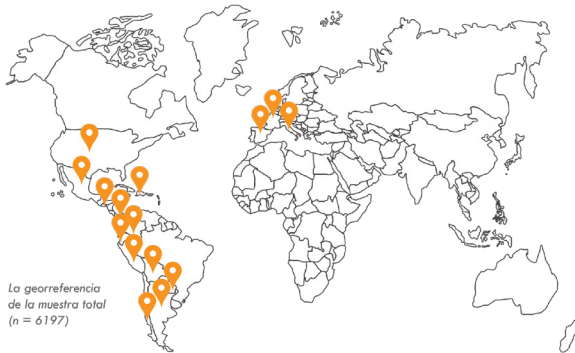 La georreferencia
de la muestra total
(n = 6197)